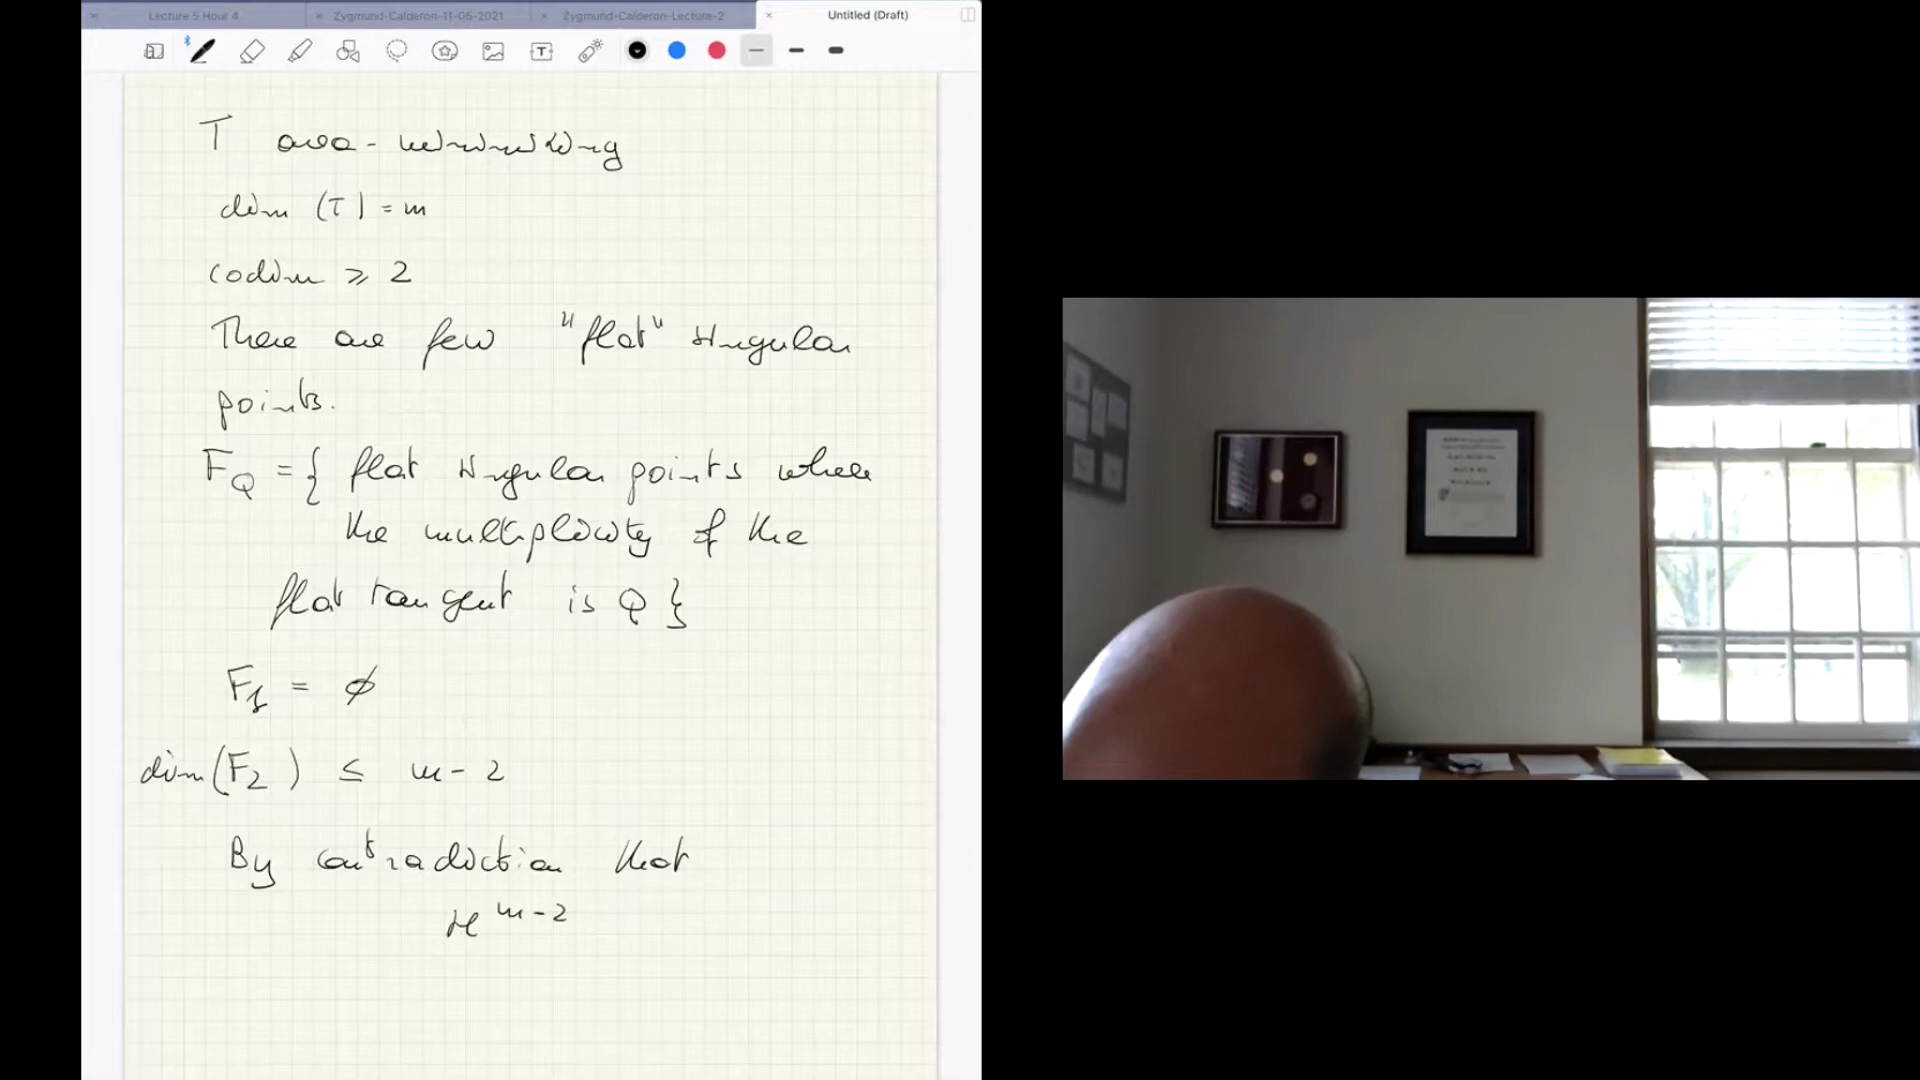 Lecture 5 Hour 4
Zygmund-Calderon-11-05-2021
Zygmund-Calderon-Lecture-2
Untitled (Draft)
T area-minimizing
dim (T) = m
codim ⩾ 2
There are few "flat" singular
points.
F_Q = { flat singular points where
the multiplicity of the
flat tangent is Q }
F_1 = ∅
dim(F_2) ≤ m-2
By contradiction that
H^{m-2}